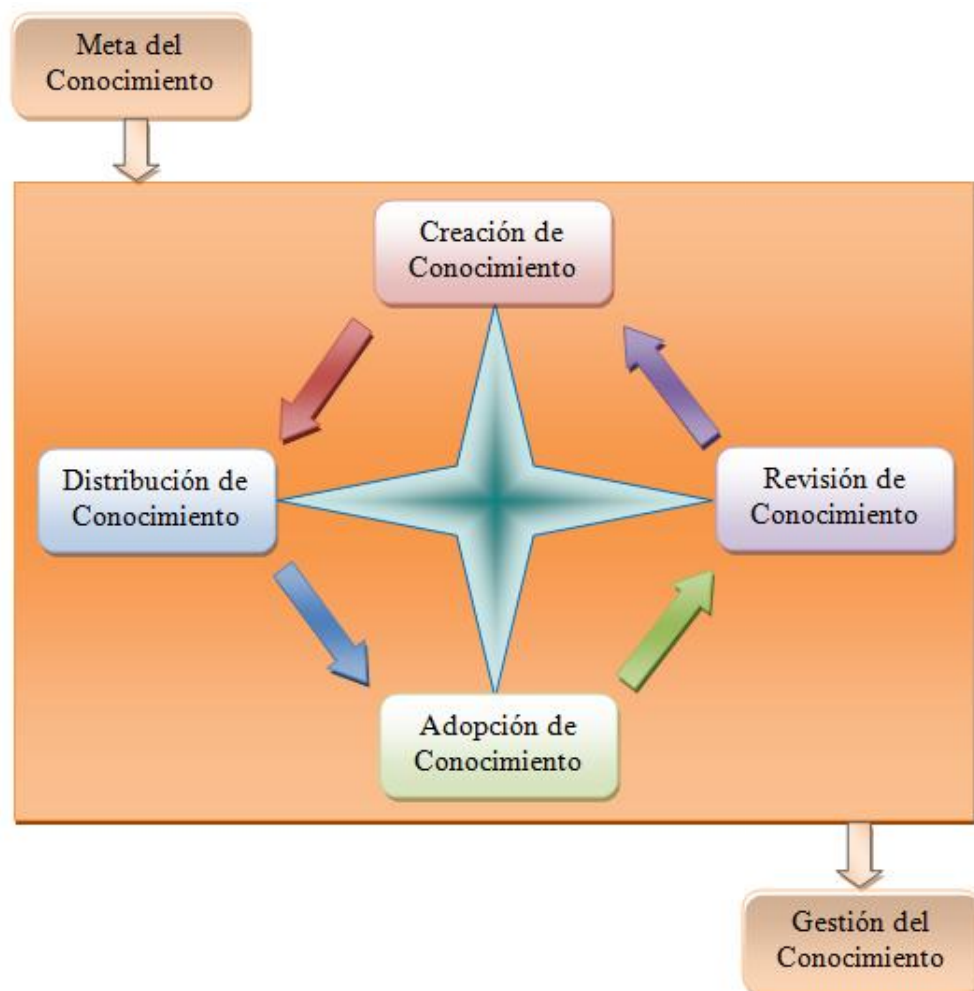 Meta del
Conocimiento
Creación de
Conocimiento
Distribución de
Conocimiento
Revisión de
Conocimiento
Adopción de
Conocimiento
Gestión del
Conocimiento